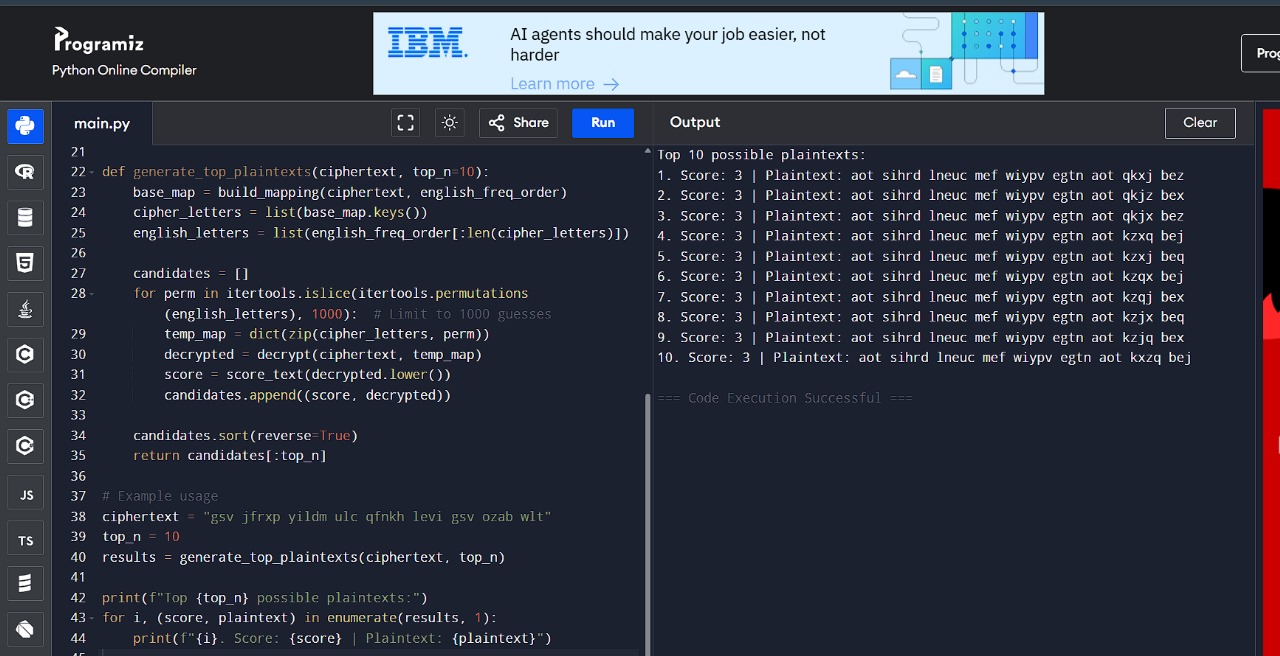 Programiz
Python Online Compiler
IBM.
AI agents should make your job easier, not
harder
Learn more →
main.py
Share
Run
Output
Clear
JS
TS
21
22 def generate_top_plaintexts(ciphertext, top_n=10):
23     base_map = build_mapping(ciphertext, english_freq_order)
24     cipher_letters = list(base_map.keys())
25     english_letters = list(english_freq_order[:len(cipher_letters)])
26
27     candidates = []
28     for perm in itertools.islice(itertools.permutations
(english_letters), 1000):  # Limit to 1000 guesses
29         temp_map = dict(zip(cipher_letters, perm))
30         decrypted = decrypt(ciphertext, temp_map)
31         score = score_text(decrypted.lower())
32         candidates.append((score, decrypted))
33
34     candidates.sort(reverse=True)
35     return candidates[:top_n]
36
37 # Example usage
38 ciphertext = "gsv jfrxp yildm ulc qfnkh levi gsv ozab wlt"
39 top_n = 10
40 results = generate_top_plaintexts(ciphertext, top_n)
41
42 print(f"Top {top_n} possible plaintexts:")
43 for i, (score, plaintext) in enumerate(results, 1):
44     print(f"{i}. Score: {score} | Plaintext: {plaintext}")
Top 10 possible plaintexts:
1. Score: 3 | Plaintext: aot sihrd lneuc mef wiypv egtn aot qkxj bez
2. Score: 3 | Plaintext: aot sihrd lneuc mef wiypv egtn aot qkjz bex
3. Score: 3 | Plaintext: aot sihrd lneuc mef wiypv egtn aot qkjx bez
4. Score: 3 | Plaintext: aot sihrd lneuc mef wiypv egtn aot kzxq bej
5. Score: 3 | Plaintext: aot sihrd lneuc mef wiypv egtn aot kzxj beq
6. Score: 3 | Plaintext: aot sihrd lneuc mef wiypv egtn aot kzqx bej
7. Score: 3 | Plaintext: aot sihrd lneuc mef wiypv egtn aot kzqj bex
8. Score: 3 | Plaintext: aot sihrd lneuc mef wiypv egtn aot kzjx beq
9. Score: 3 | Plaintext: aot sihrd lneuc mef wiypv egtn aot kzjq bex
10. Score: 3 | Plaintext: aot sihrd lneuc mef wiypv egtn aot kxzq bej
=== Code Execution Successful ===